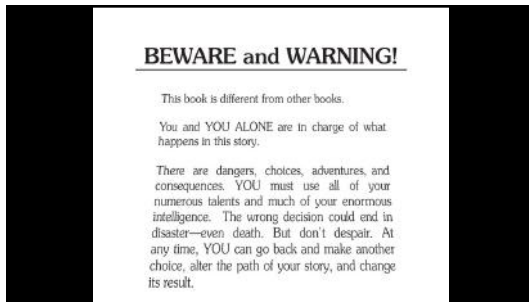 BEWARE and WARNING!
This book is different from other books.
You and YOU ALONE are in charge of what
happens in this story.
There are dangers, choices, adventures, and
consequences. YOU must use all of your
numerous talents and much of your enormous
intelligence. The wrong decision could end in
disaster—even death. But don't despair. At
any time, YOU can go back and make another
choice, alter the path of your story, and change
its result.